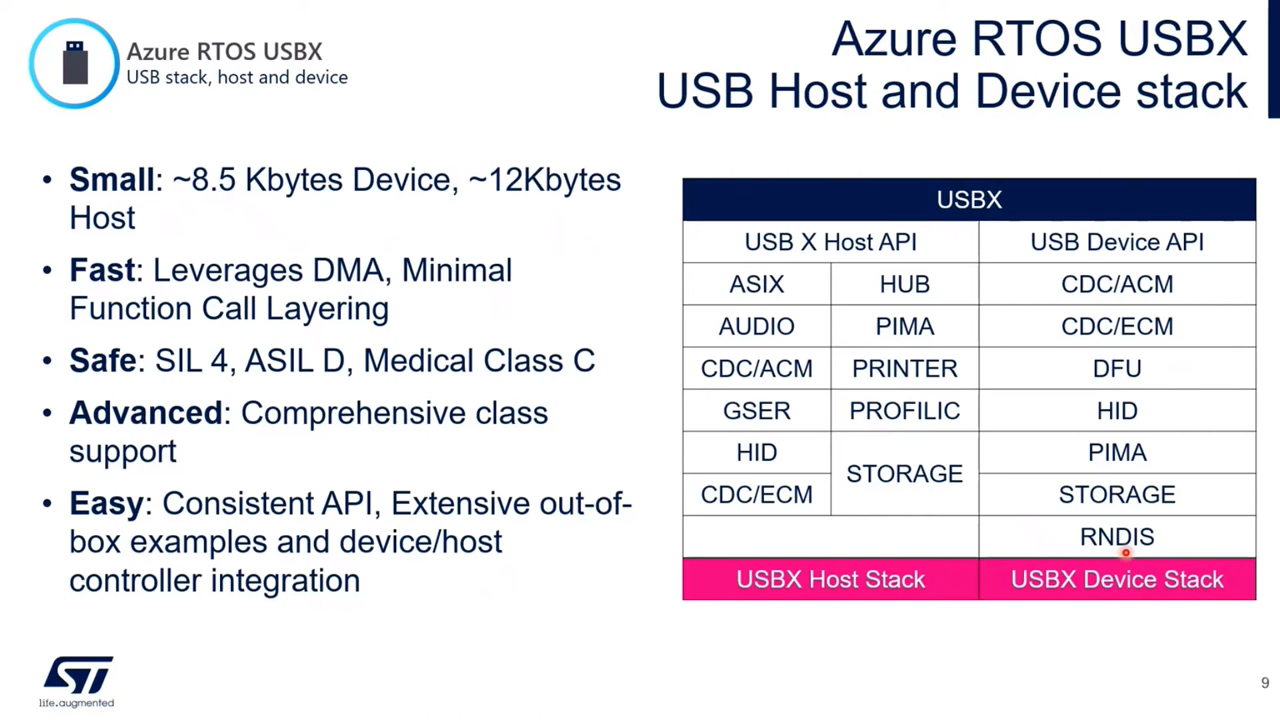 Azure RTOS USBX
USB stack, host and device
Azure RTOS USBX
USB Host and Device stack
• Small: ~8.5 Kbytes Device, ~12Kbytes
Host
• Fast: Leverages DMA, Minimal
Function Call Layering
• Safe: SIL 4, ASIL D, Medical Class C
• Advanced: Comprehensive class
support
• Easy: Consistent API, Extensive out-of-
box examples and device/host
controller integration
USBX
USB X Host API USB Device API
ASIX HUB CDC/ACM
AUDIO PIMA CDC/ECM
CDC/ACM PRINTER DFU
GSER PROFILIC HID
HID STORAGE PIMA
CDC/ECM STORAGE
RNDIS
USBX Host Stack USBX Device Stack
ST
life.augmented
9